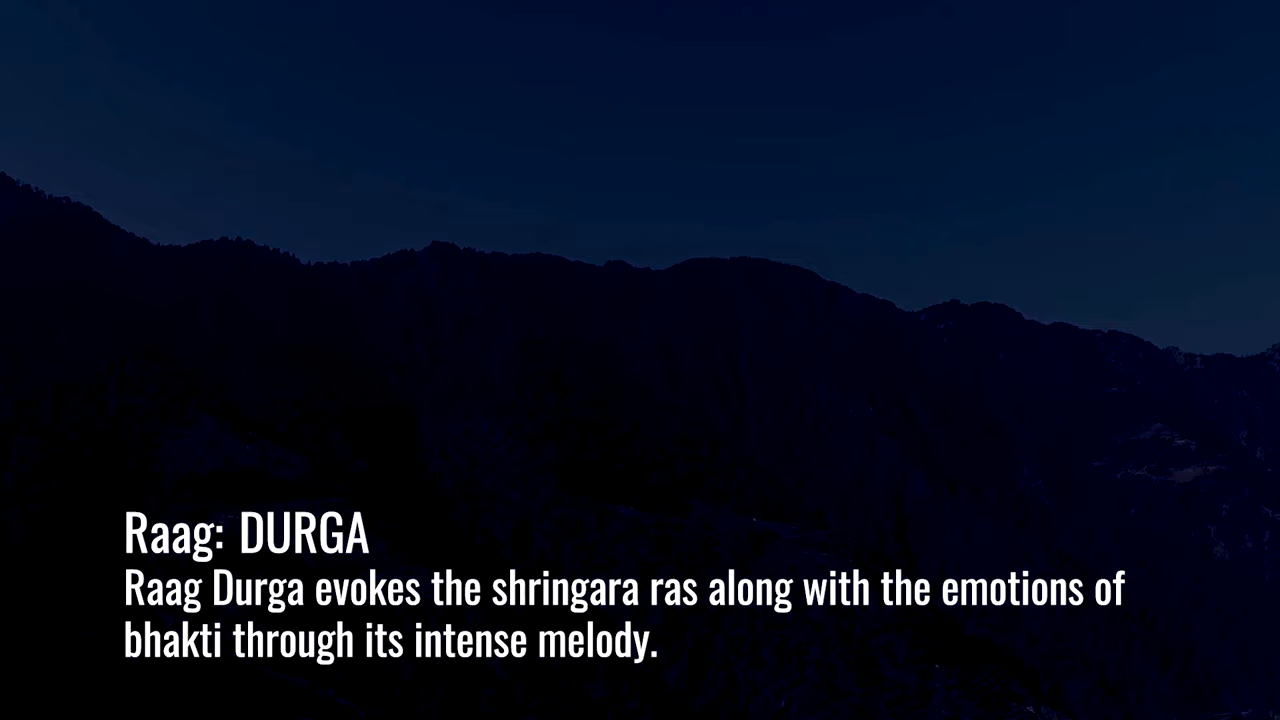 Raag: DURGA
Raag Durga evokes the shringara ras along with the emotions of
bhakti through its intense melody.